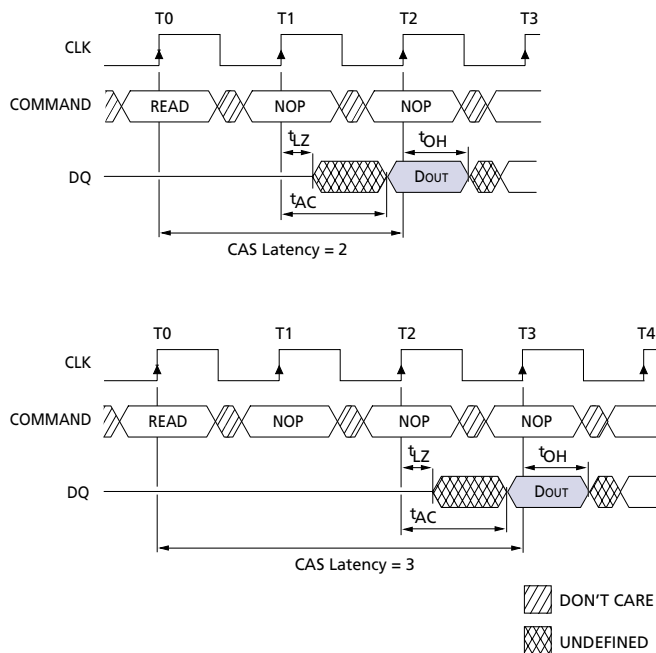 T0 T1 T2 T3
CLK
COMMAND READ NOP NOP
tLZ tOH
DQ DOUT
tAC
CAS Latency = 2
T0 T1 T2 T3 T4
CLK
COMMAND READ NOP NOP NOP
tLZ tOH
DQ DOUT
tAC
CAS Latency = 3
DON'T CARE
UNDEFINED